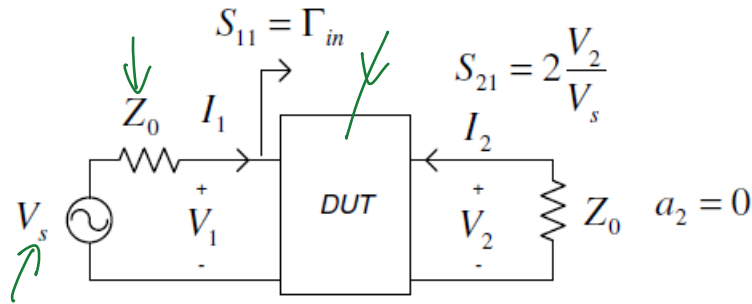 S₁₁ = Γᵢₙ
S₂₁ = 2 V₂/Vₛ
Z₀ I₁ I₂
+ +
Vₛ V₁ DUT V₂ Z₀ a₂ = 0
- -